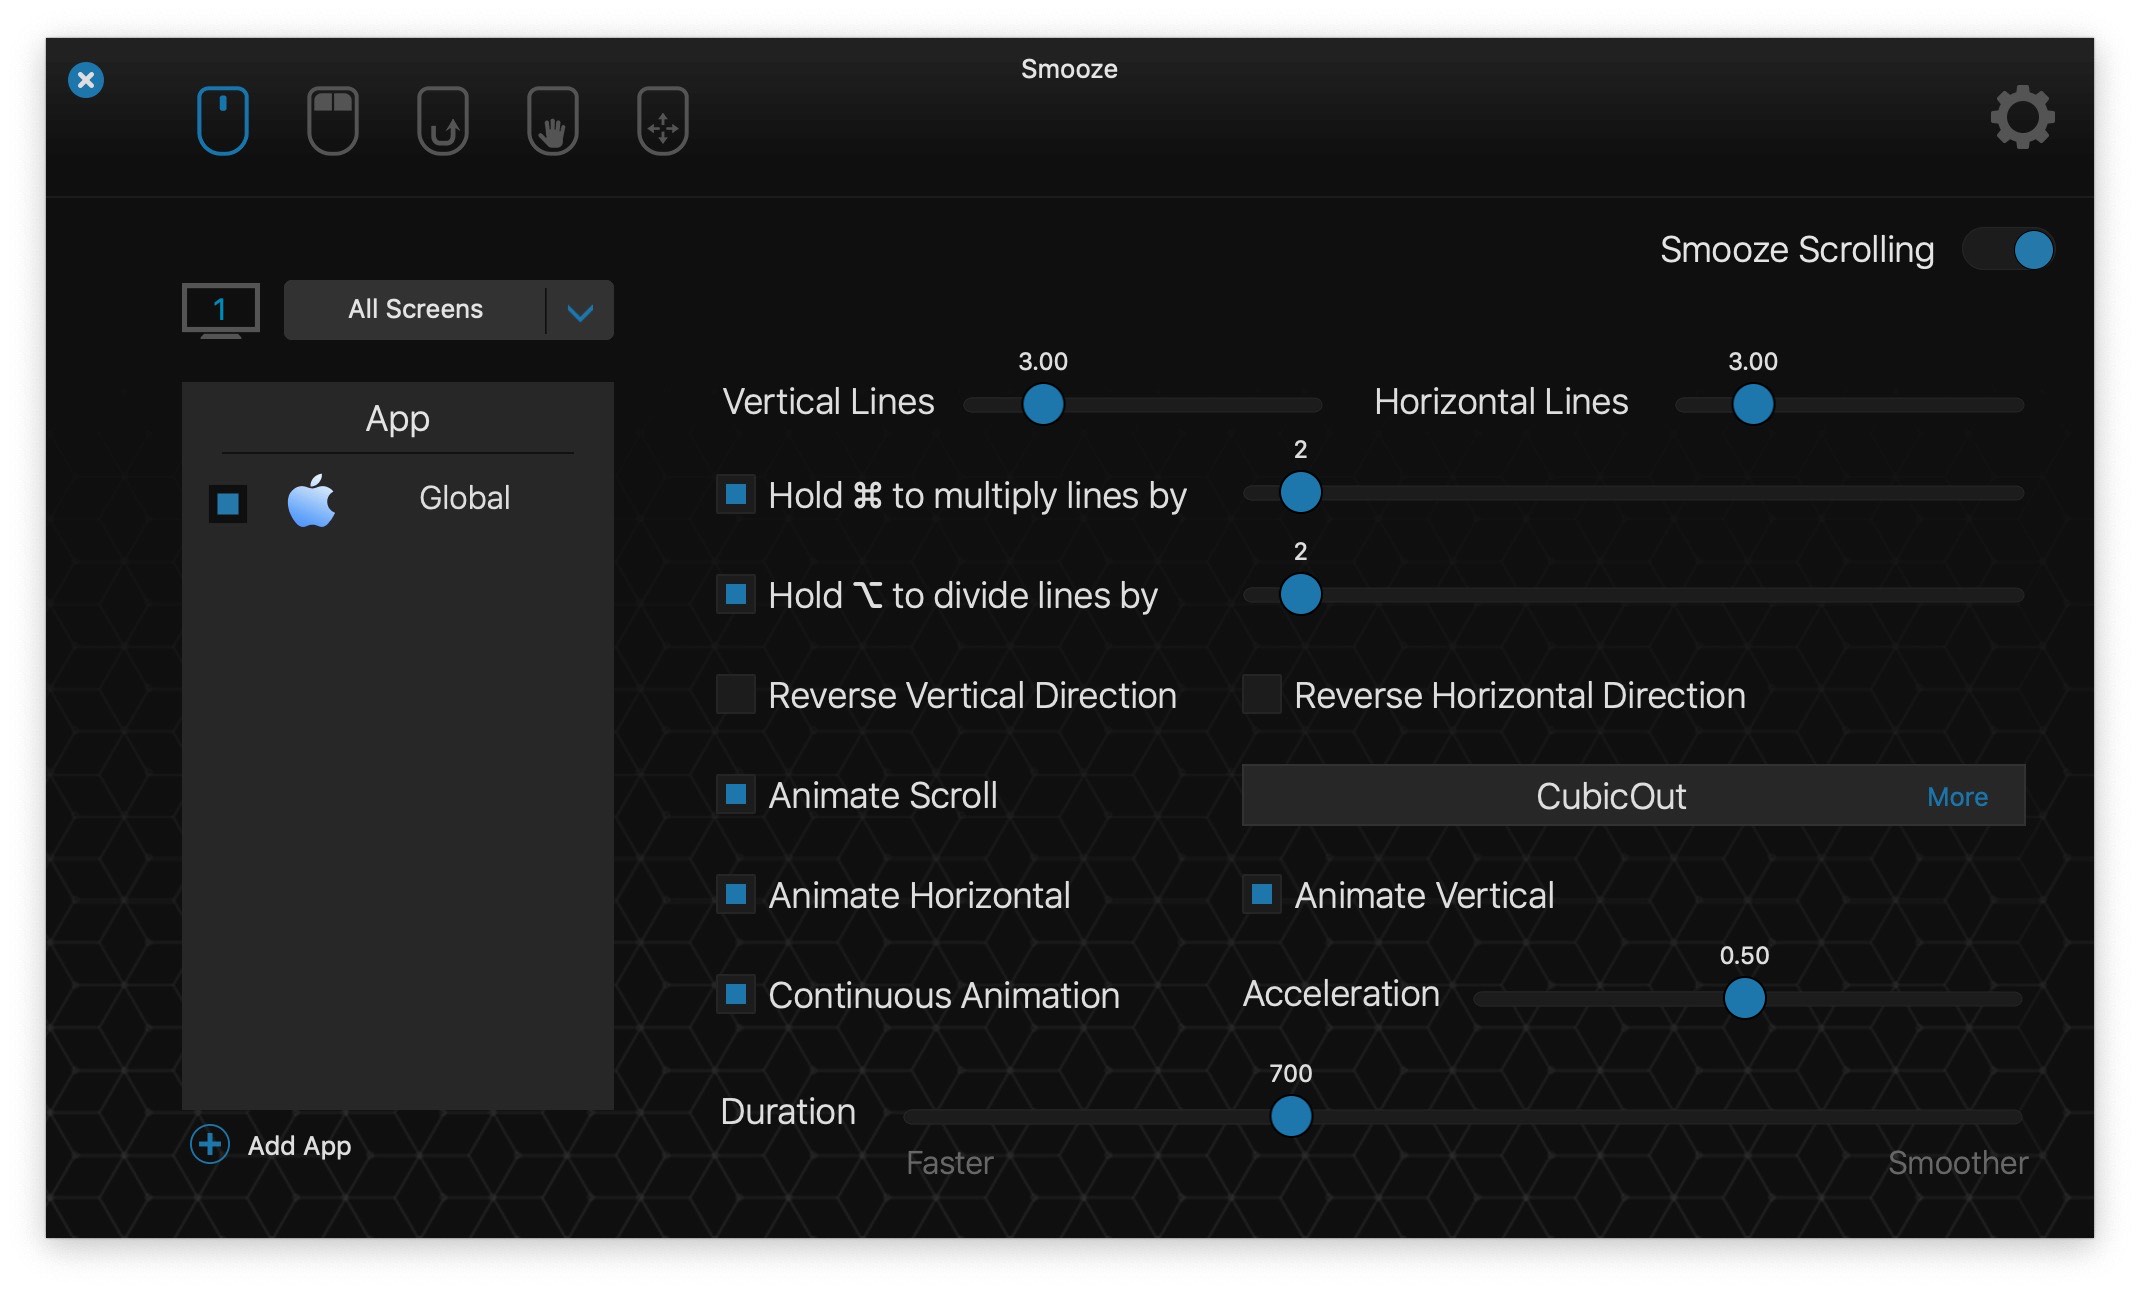 Smooze
Smooze Scrolling
1
All Screens
App
Global
Add App
3.00
Vertical Lines
3.00
Horizontal Lines
2
Hold ⌘ to multiply lines by
2
Hold ⌥ to divide lines by
Reverse Vertical Direction
Reverse Horizontal Direction
Animate Scroll
CubicOut
More
Animate Horizontal
Animate Vertical
0.50
Continuous Animation
Acceleration
700
Duration
Faster
Smoother